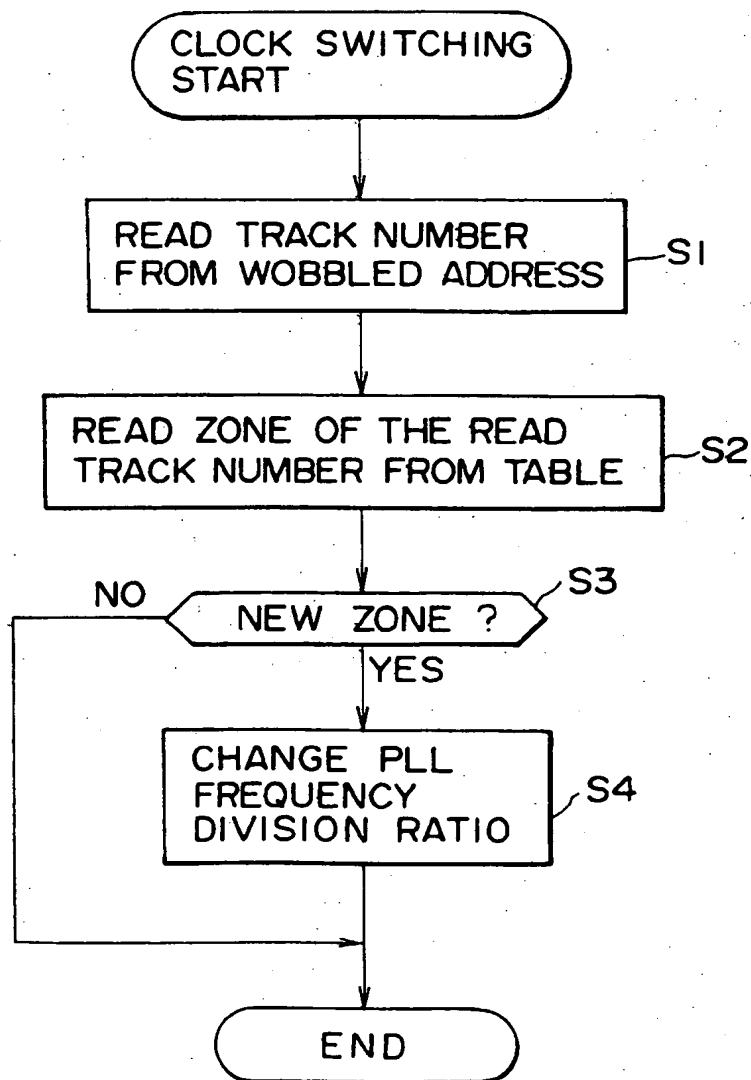 CLOCK SWITCHING
START
READ TRACK NUMBER
FROM WOBBLED ADDRESS
S1
READ ZONE OF THE READ
TRACK NUMBER FROM TABLE
S2
S3
NO
NEW ZONE ?
YES
CHANGE PLL
FREQUENCY
DIVISION RATIO
S4
END